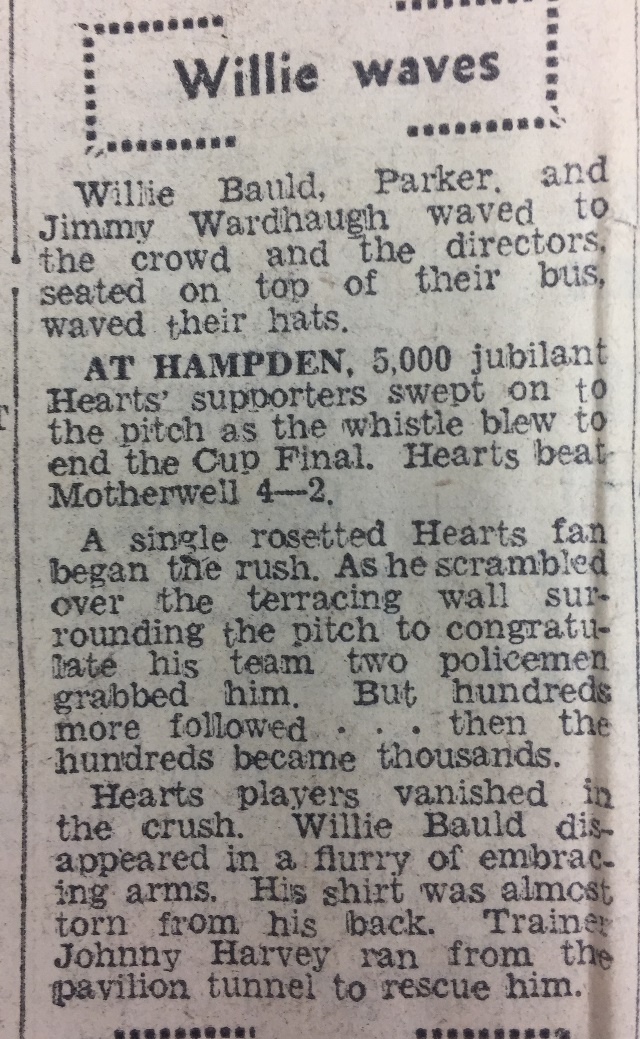 Willie waves
Willie Bauld, Parker, and
Jimmy Wardhaugh waved to
the crowd and the directors,
seated on top of their bus,
waved their hats.
AT HAMPDEN, 5,000 jubilant
Hearts' supporters swept on to
the pitch as the whistle blew to
end the Cup Final. Hearts beat
Motherwell 4—2.
A single rosetted Hearts fan
began the rush. As he scrambled
over the terracing wall sur-
rounding the pitch to congratu-
late his team two policemen
grabbed him. But hundreds
more followed . . . then the
hundreds became thousands.
Hearts players vanished in
the crush. Willie Bauld dis-
appeared in a flurry of embrac-
ing arms. His shirt was almost
torn from his back. Trainer
Johnny Harvey ran from the
pavilion tunnel to rescue him.